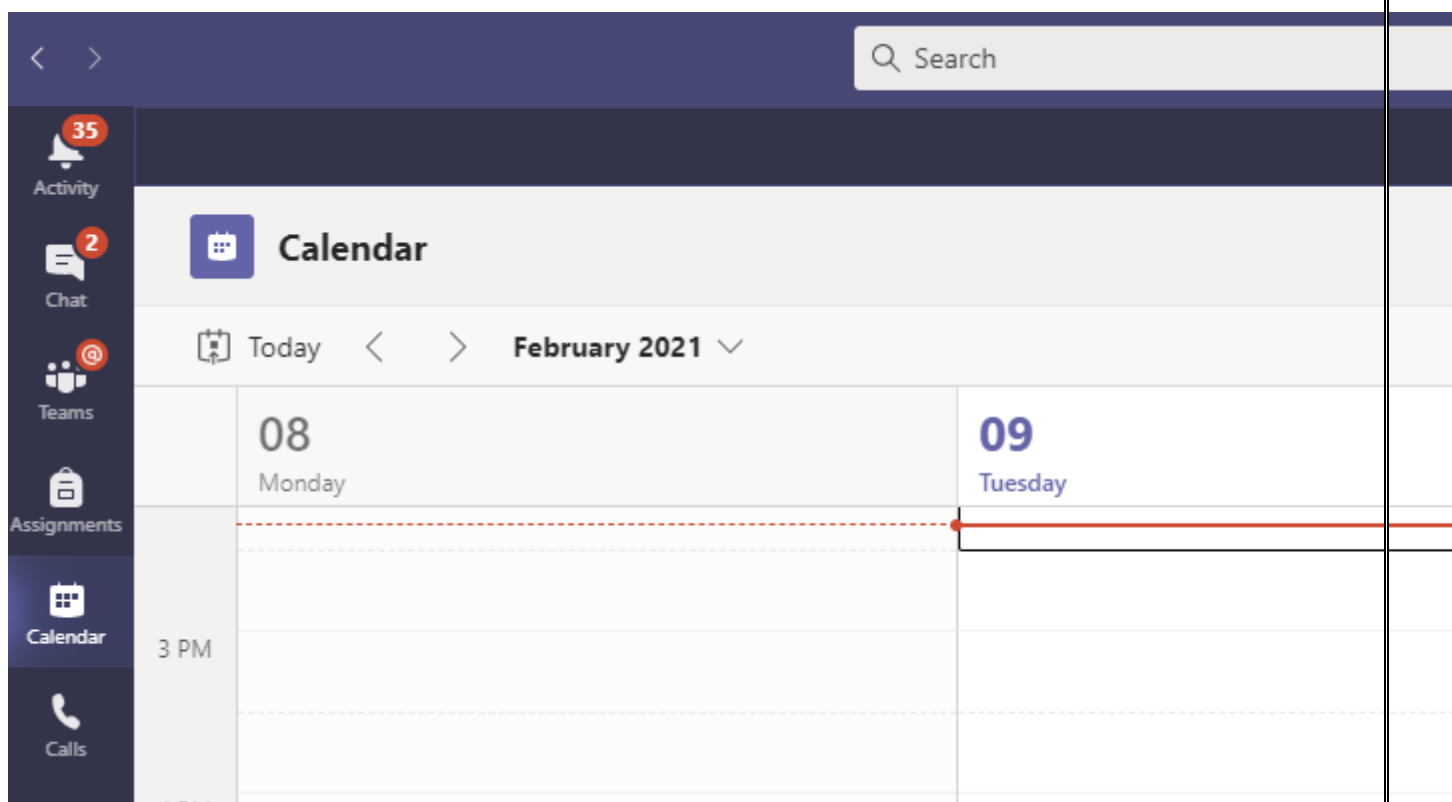 Search
35
Activity
2
Chat
@
Teams
Assignments
Calendar
Calls
Calendar
Today February 2021
08 09
Monday Tuesday
3 PM